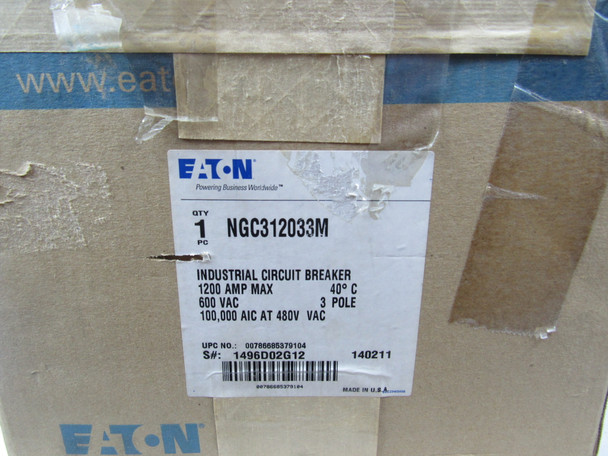 www.eat
EATON
Powering Business Worldwide™
QTY
1 NGC312033M
PC
INDUSTRIAL CIRCUIT BREAKER
1200 AMP MAX 40° C
600 VAC 3 POLE
100,000 AIC AT 480V VAC
UPC NO.: 00786685379104
S#: 1496D02G12 140211
00786685379104
MADE IN U.S.A
EATON